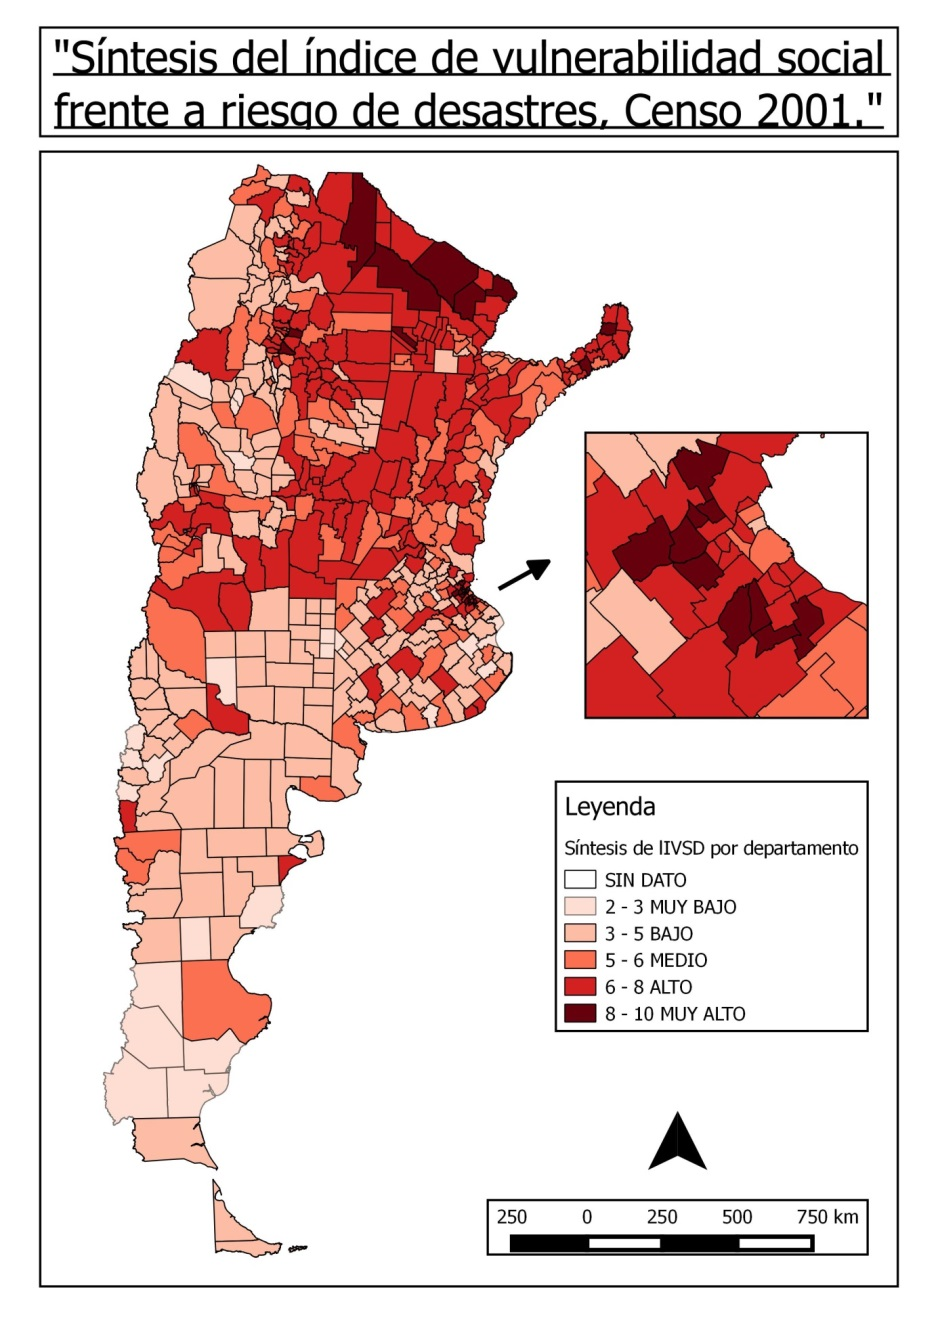 "Síntesis del índice de vulnerabilidad social
frente a riesgo de desastres, Censo 2001."
Leyenda
Síntesis de IIVSD por departamento
SIN DATO
2 - 3 MUY BAJO
3 - 5 BAJO
5 - 6 MEDIO
6 - 8 ALTO
8 - 10 MUY ALTO
250 0 250 500 750 km